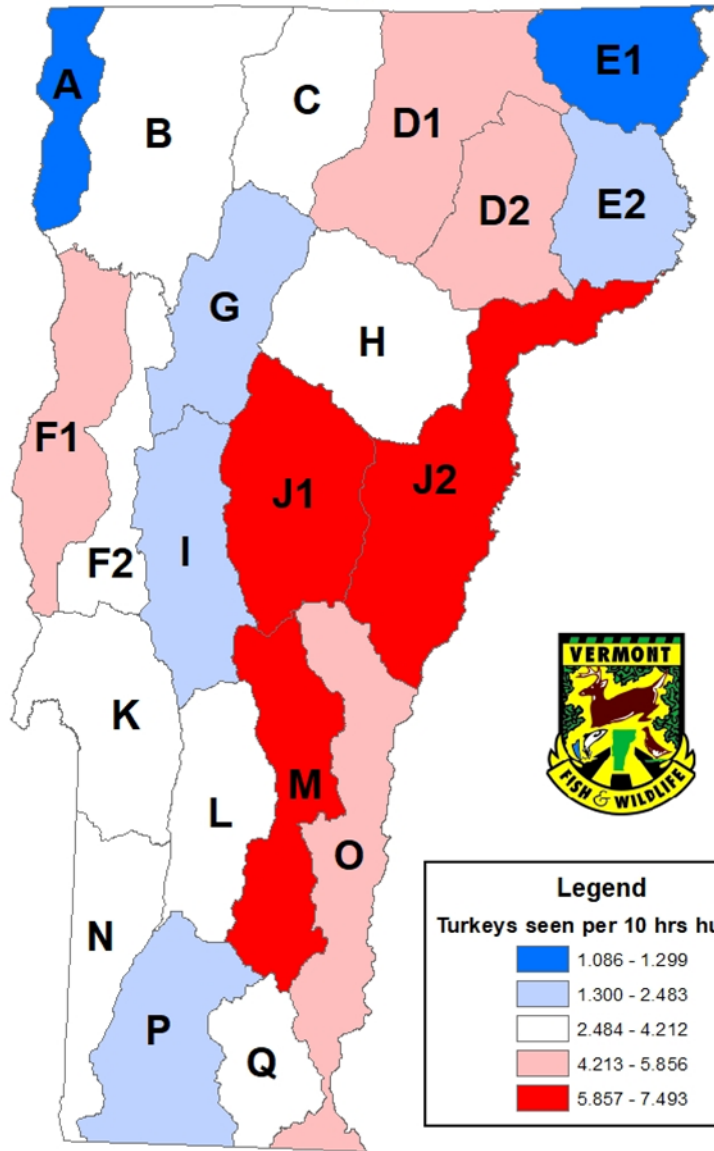 A
B
C
D1
E1
D2
E2
G
H
F1
J1
J2
I
F2
K
M
L
O
N
P
Q
VERMONT
FISH & WILDLIFE
Legend
Turkeys seen per 10 hrs hu
1.086 - 1.299
1.300 - 2.483
2.484 - 4.212
4.213 - 5.856
5.857 - 7.493